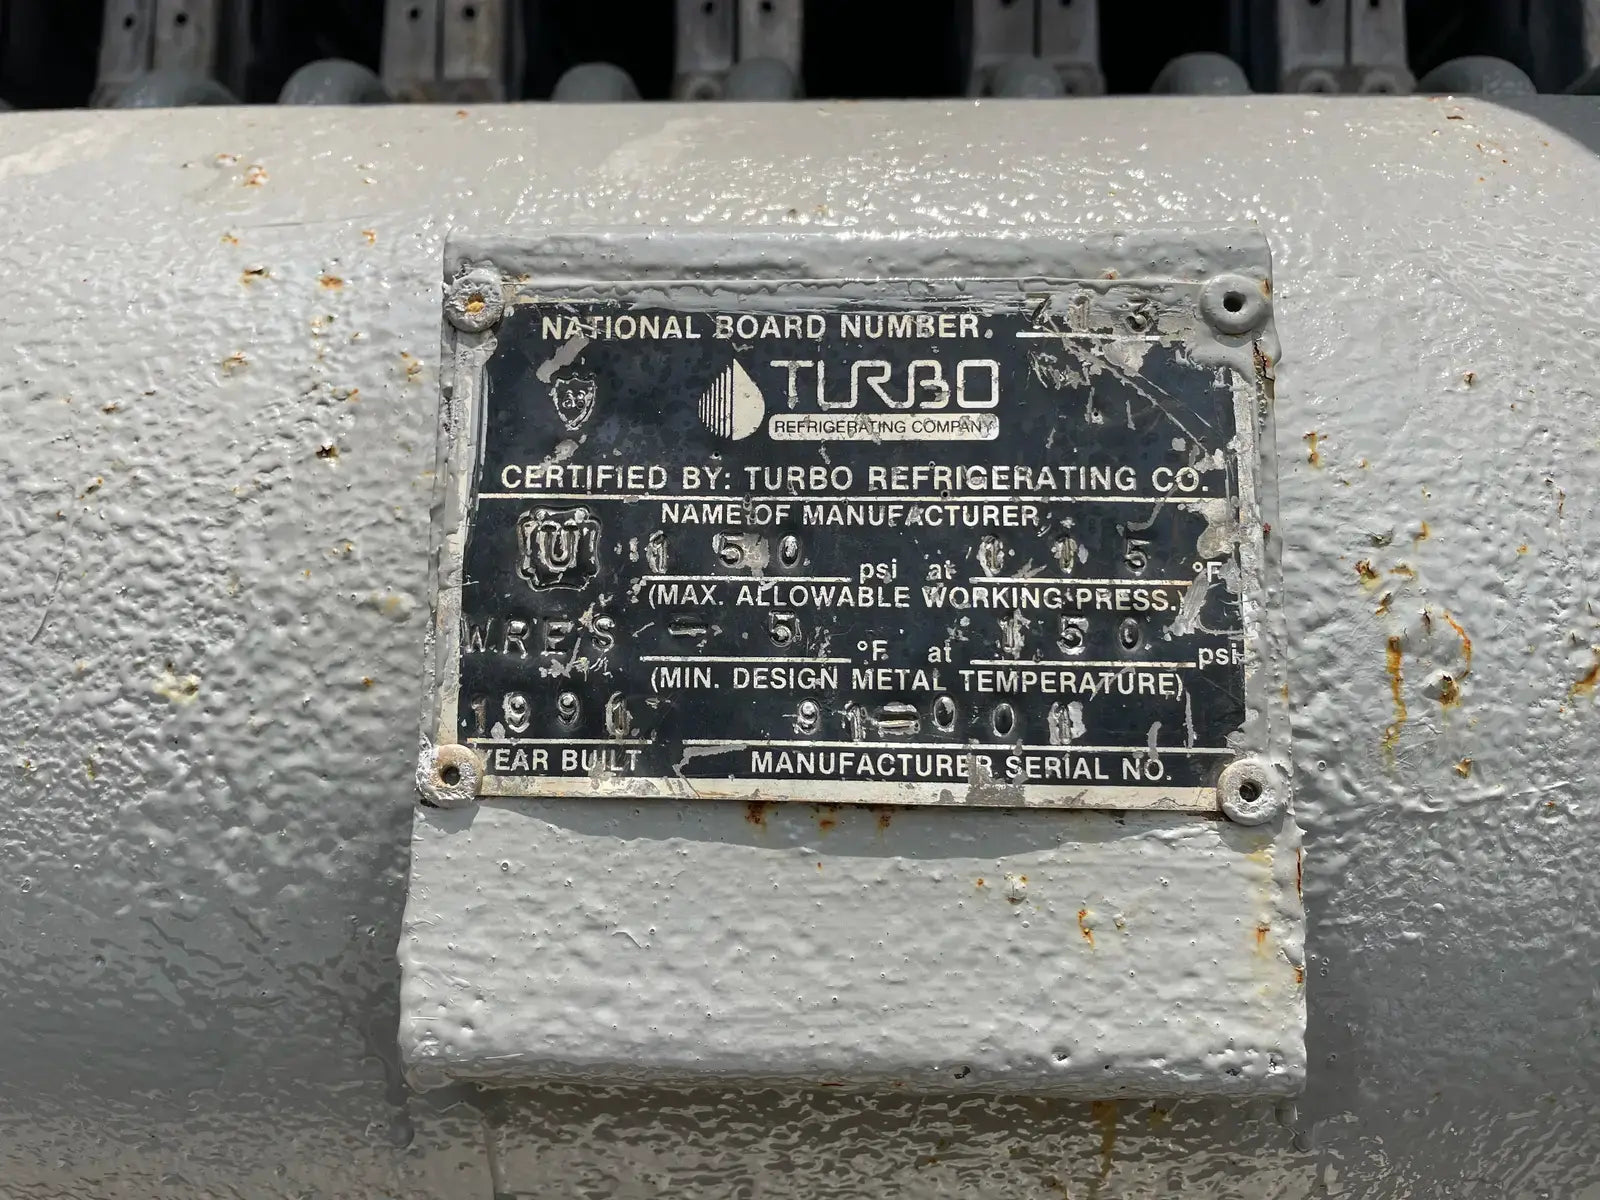 NATIONAL BOARD NUMBER. 713
TURBO
REFRIGERATING COMPANY
CERTIFIED BY: TURBO REFRIGERATING CO.
NAME OF MANUFACTURER
U
150 psi at 115 °F
(MAX. ALLOWABLE WORKING PRESS.)
W.RES
-5 °F. at 150 psi
(MIN. DESIGN METAL TEMPERATURE)
1991 91-001
YEAR BUILT MANUFACTURER SERIAL NO.